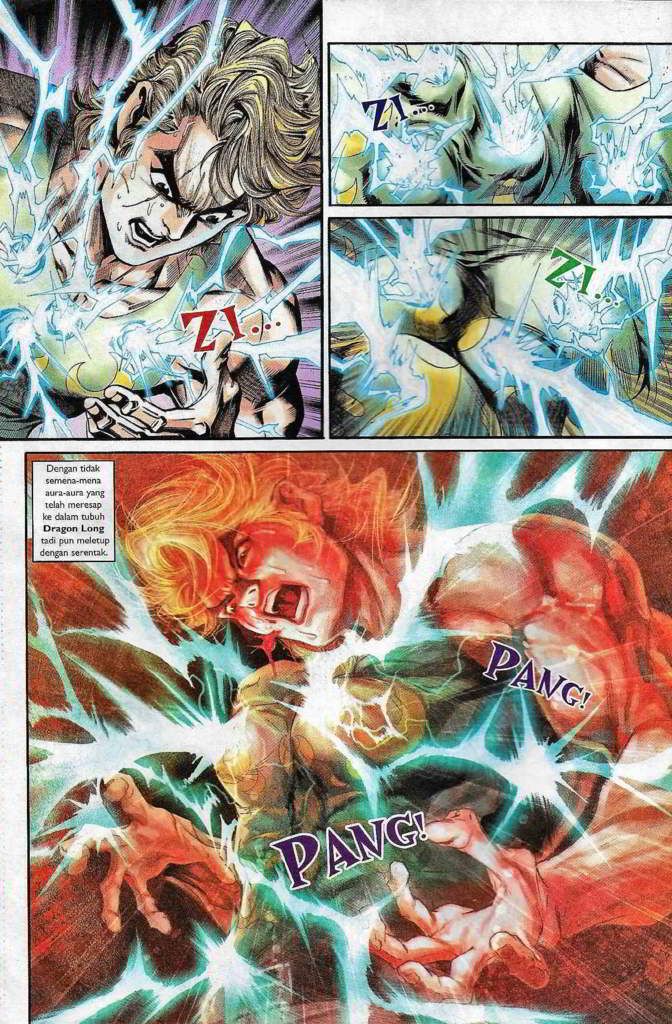 ZI...
ZI...
ZI...
Dengan tidak
semena-mena
aura-aura yang
telah meresap
ke dalam tubuh
Dragon Long
tadi pun meletup
dengan serentak.
PANG!
PANG!